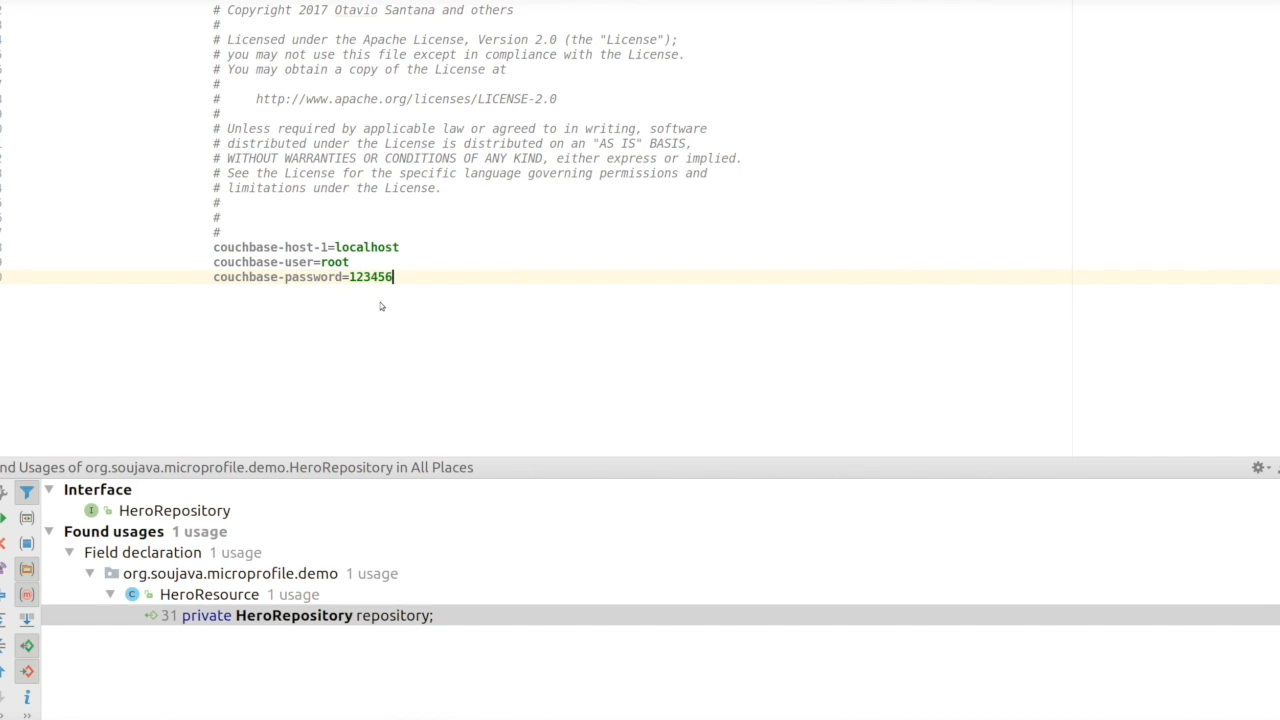 # Copyright 2017 Otavio Santana and others
#
# Licensed under the Apache License, Version 2.0 (the "License");
# you may not use this file except in compliance with the License.
# You may obtain a copy of the License at
#
#     http://www.apache.org/licenses/LICENSE-2.0
#
# Unless required by applicable law or agreed to in writing, software
# distributed under the License is distributed on an "AS IS" BASIS,
# WITHOUT WARRANTIES OR CONDITIONS OF ANY KIND, either express or implied.
# See the License for the specific language governing permissions and
# limitations under the License.
#
#
#
couchbase-host-1=localhost
couchbase-user=root
couchbase-password=123456
nd Usages of org.soujava.microprofile.demo.HeroRepository in All Places
Interface
HeroRepository
Found usages 1 usage
Field declaration 1 usage
org.soujava.microprofile.demo 1 usage
HeroResource 1 usage
31 private HeroRepository repository;